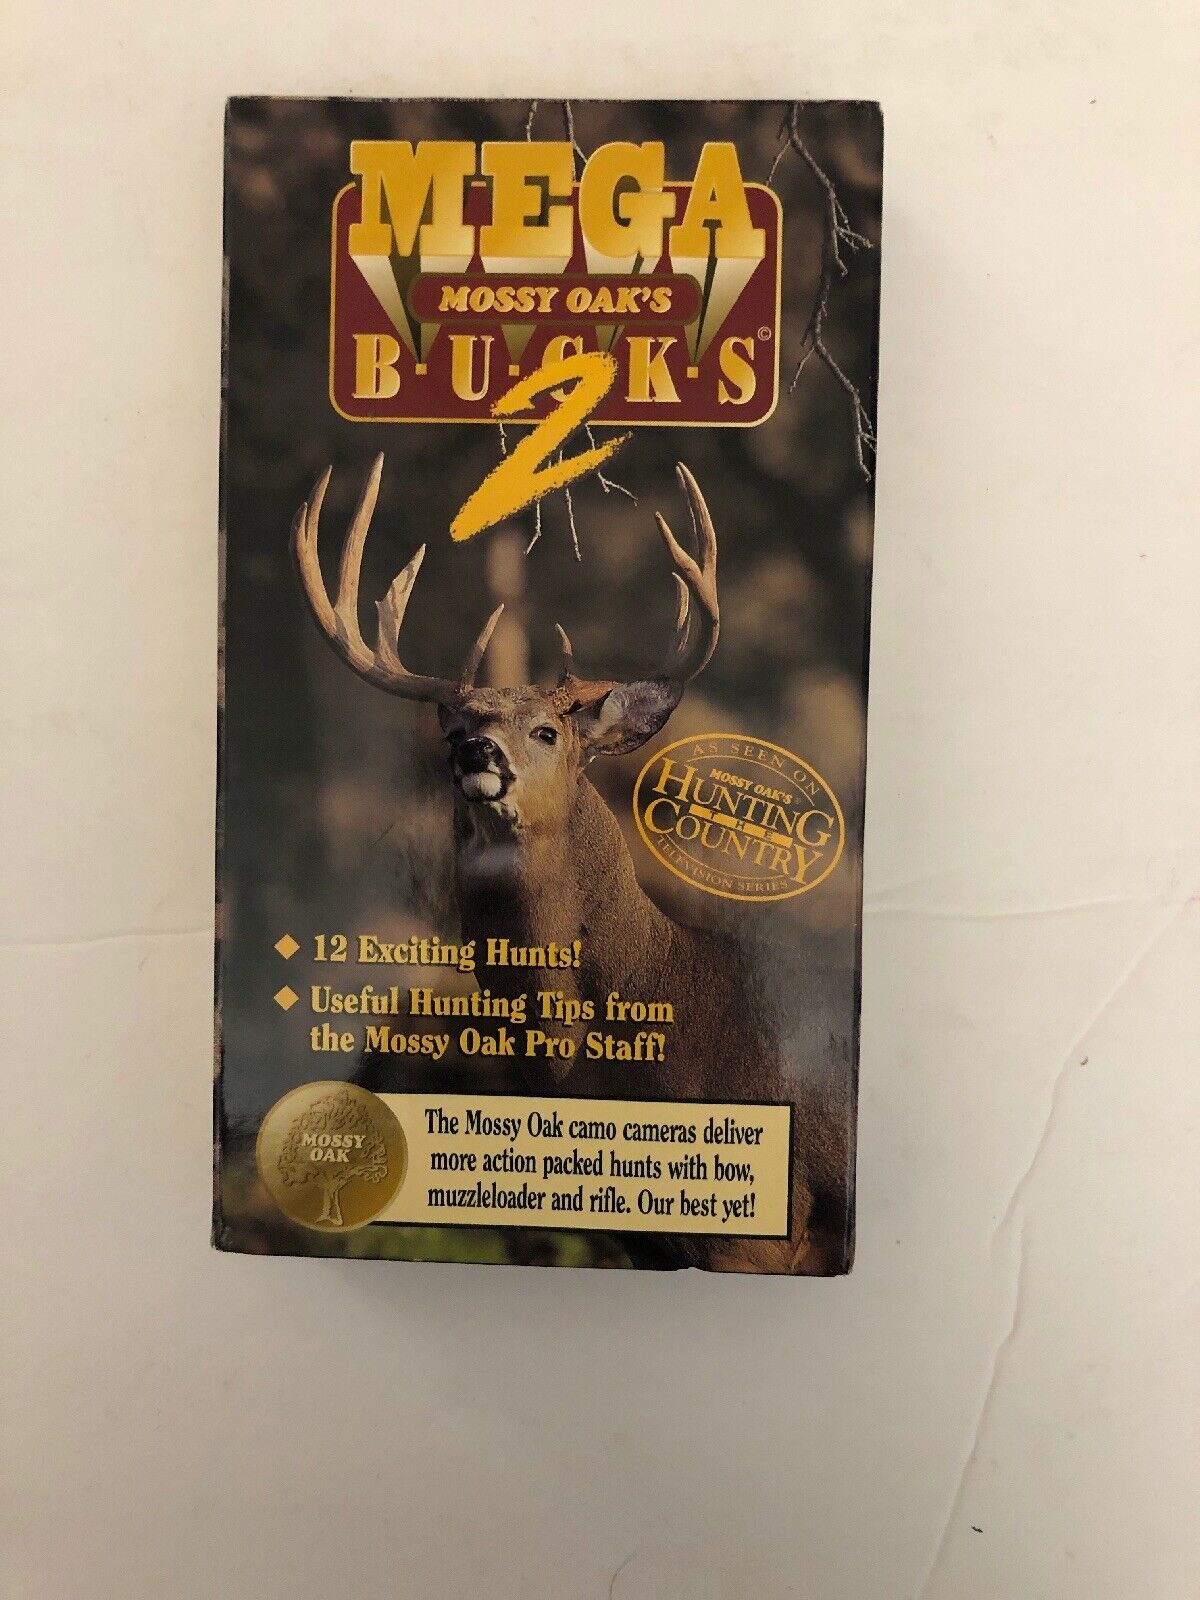 MEGA
MOSSY OAK'S
B·U·C·K·S ©
2
AS SEEN ON
MOSSY OAK'S®
HUNTING
THE
COUNTRY
TELEVISION SERIES
◆ 12 Exciting Hunts!
◆ Useful Hunting Tips from
the Mossy Oak Pro Staff!
MOSSY
OAK
The Mossy Oak camo cameras deliver
more action packed hunts with bow,
muzzleloader and rifle. Our best yet!